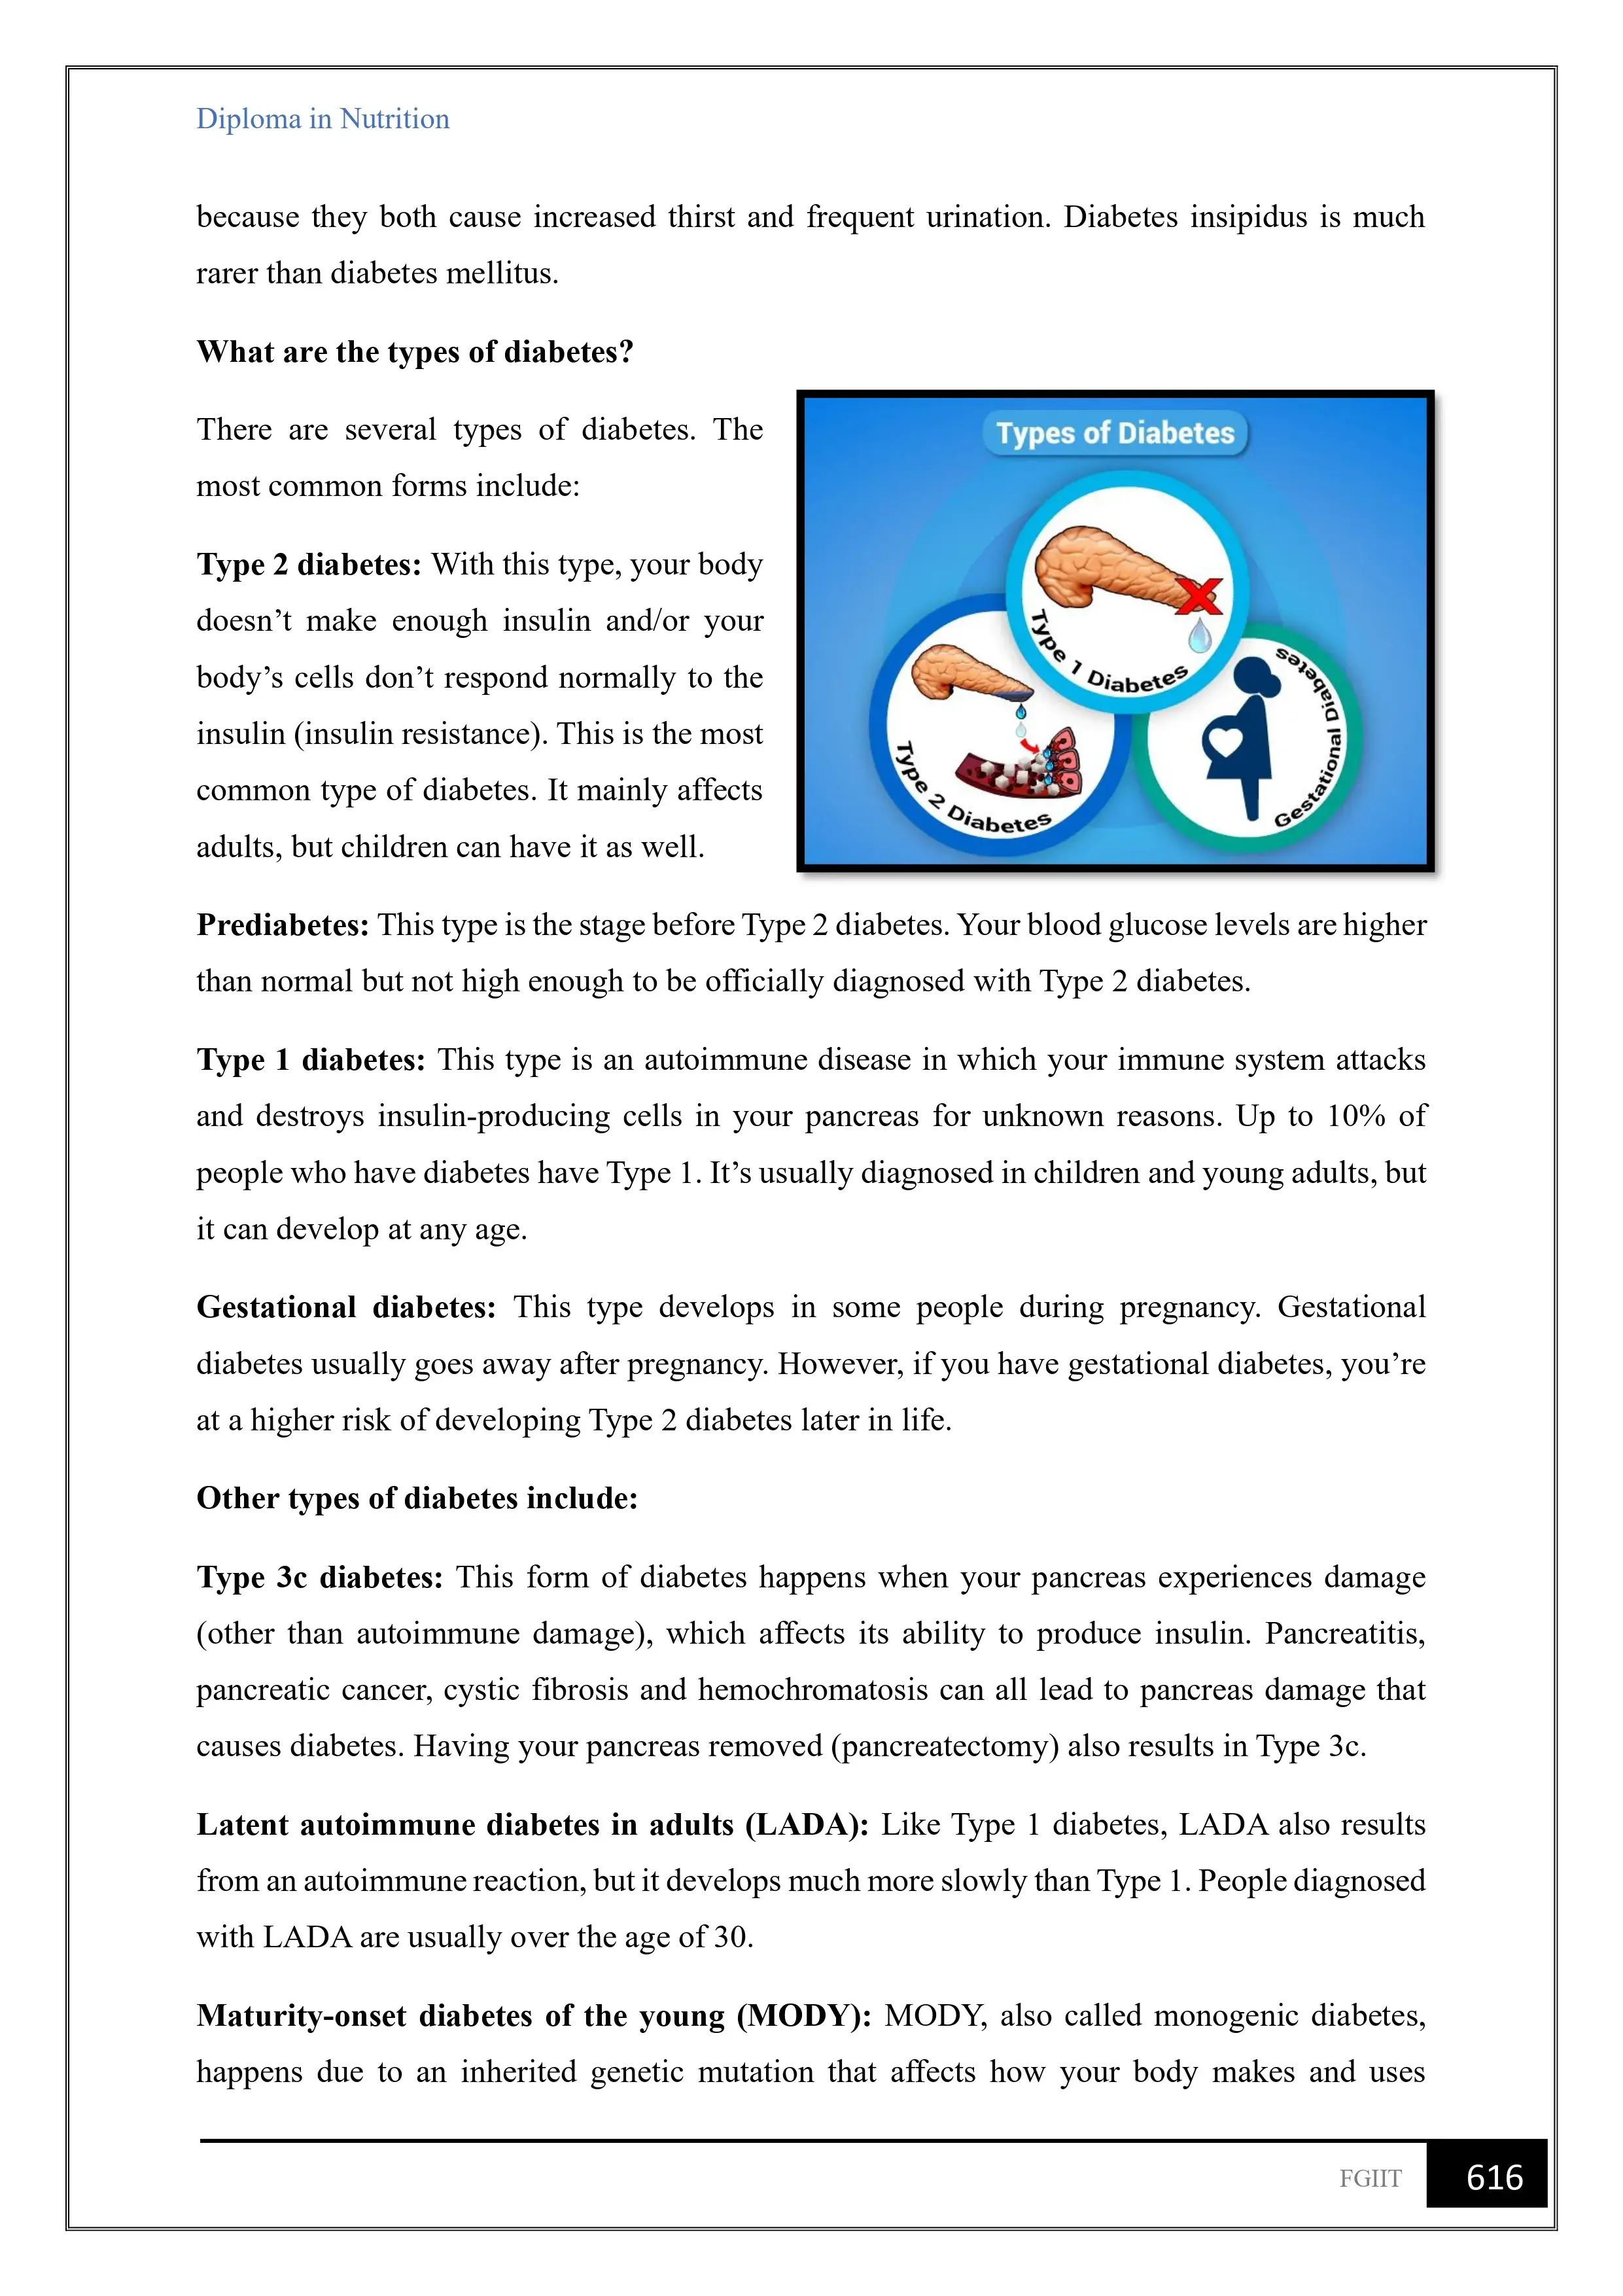 Diploma in Nutrition
because they both cause increased thirst and frequent urination. Diabetes insipidus is much
rarer than diabetes mellitus.
What are the types of diabetes?
There are several types of diabetes. The
most common forms include:
Type 2 diabetes: With this type, your body
doesn’t make enough insulin and/or your
body’s cells don’t respond normally to the
insulin (insulin resistance). This is the most
common type of diabetes. It mainly affects
adults, but children can have it as well.
Types of Diabetes
Type 1 Diabetes
Type 2 Diabetes
Gestational Diabetes
Prediabetes: This type is the stage before Type 2 diabetes. Your blood glucose levels are higher
than normal but not high enough to be officially diagnosed with Type 2 diabetes.
Type 1 diabetes: This type is an autoimmune disease in which your immune system attacks
and destroys insulin-producing cells in your pancreas for unknown reasons. Up to 10% of
people who have diabetes have Type 1. It’s usually diagnosed in children and young adults, but
it can develop at any age.
Gestational diabetes: This type develops in some people during pregnancy. Gestational
diabetes usually goes away after pregnancy. However, if you have gestational diabetes, you’re
at a higher risk of developing Type 2 diabetes later in life.
Other types of diabetes include:
Type 3c diabetes: This form of diabetes happens when your pancreas experiences damage
(other than autoimmune damage), which affects its ability to produce insulin. Pancreatitis,
pancreatic cancer, cystic fibrosis and hemochromatosis can all lead to pancreas damage that
causes diabetes. Having your pancreas removed (pancreatectomy) also results in Type 3c.
Latent autoimmune diabetes in adults (LADA): Like Type 1 diabetes, LADA also results
from an autoimmune reaction, but it develops much more slowly than Type 1. People diagnosed
with LADA are usually over the age of 30.
Maturity-onset diabetes of the young (MODY): MODY, also called monogenic diabetes,
happens due to an inherited genetic mutation that affects how your body makes and uses
FGIIT 616